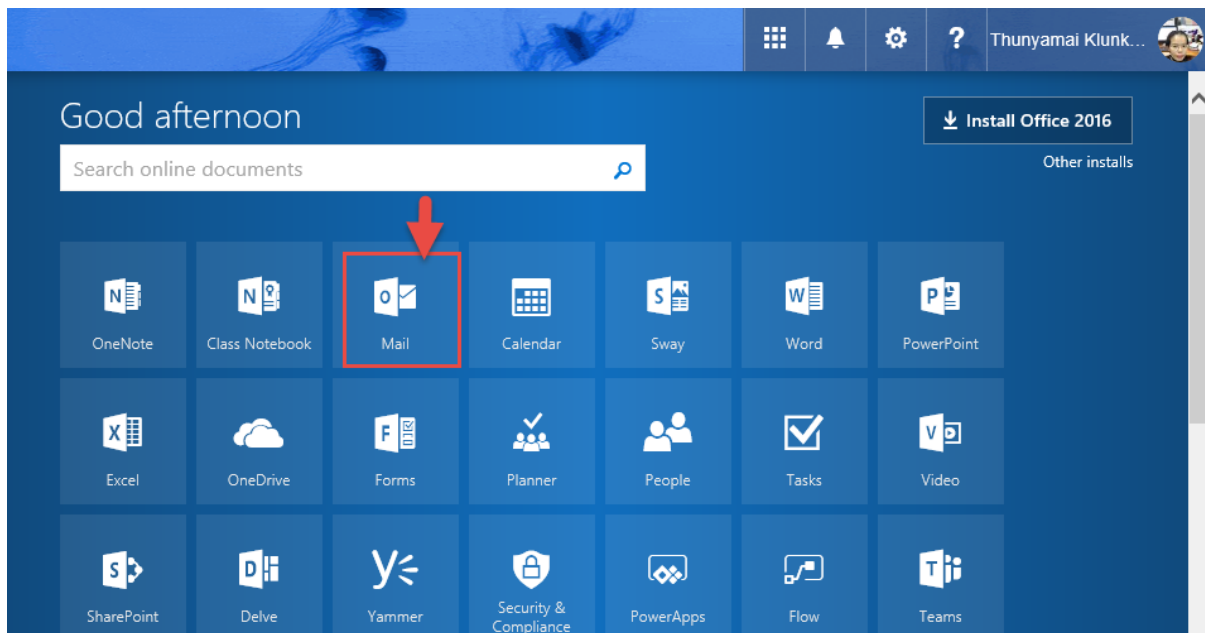 Thunyamai Klunk...
Good afternoon
Install Office 2016
Search online documents
Other installs
OneNote
Class Notebook
Mail
Calendar
Sway
Word
PowerPoint
Excel
OneDrive
Forms
Planner
People
Tasks
Video
SharePoint
Delve
Yammer
Security &
Compliance
PowerApps
Flow
Teams